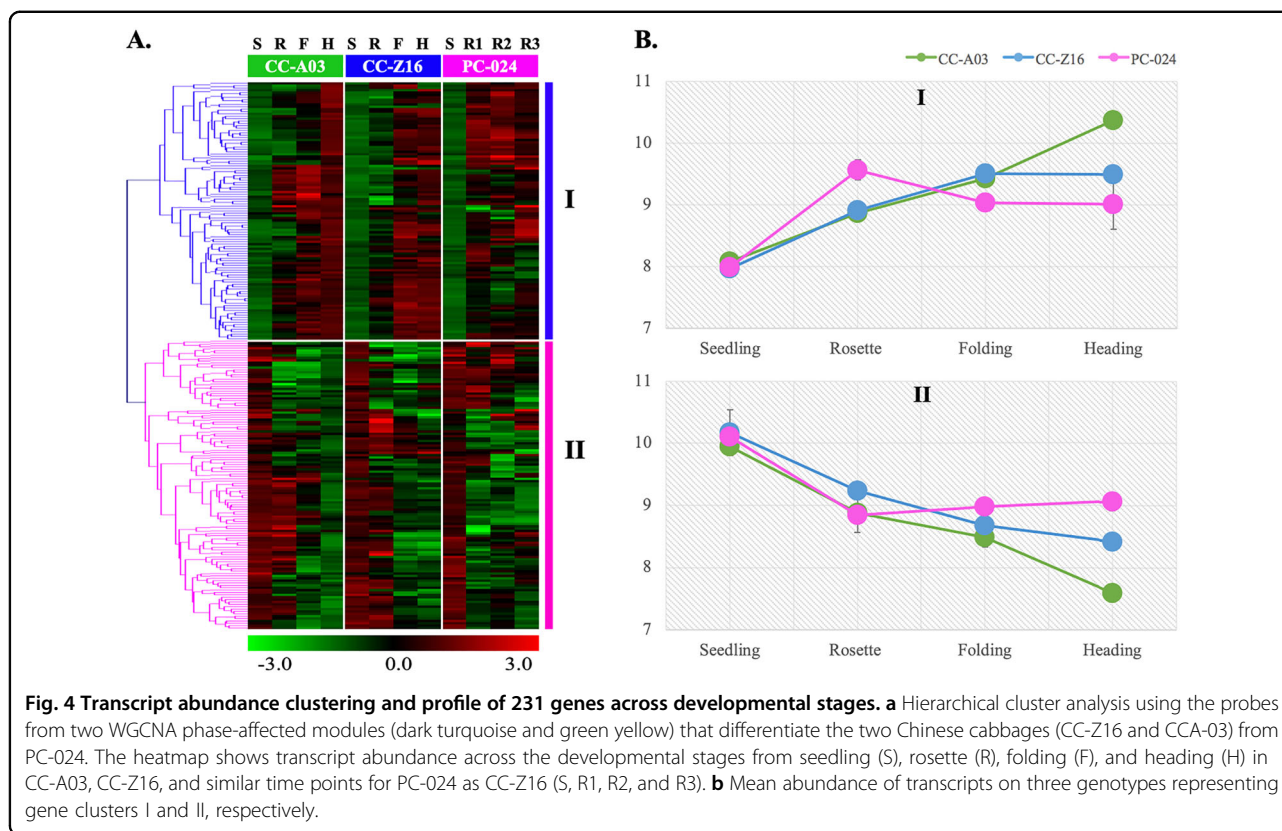 A.
S R F H S R F H S R1 R2 R3
CC-A03 CC-Z16 PC-024
I
II
-3.0 0.0 3.0
B.
CC-A03 CC-Z16 PC-024
I
11
10
9
8
7
Seedling Rosette Folding Heading
II
11
10
9
8
7
Seedling Rosette Folding Heading
Fig. 4 Transcript abundance clustering and profile of 231 genes across developmental stages. a Hierarchical cluster analysis using the probes
from two WGCNA phase-affected modules (dark turquoise and green yellow) that differentiate the two Chinese cabbages (CC-Z16 and CCA-03) from
PC-024. The heatmap shows transcript abundance across the developmental stages from seedling (S), rosette (R), folding (F), and heading (H) in
CC-A03, CC-Z16, and similar time points for PC-024 as CC-Z16 (S, R1, R2, and R3). b Mean abundance of transcripts on three genotypes representing
gene clusters I and II, respectively.